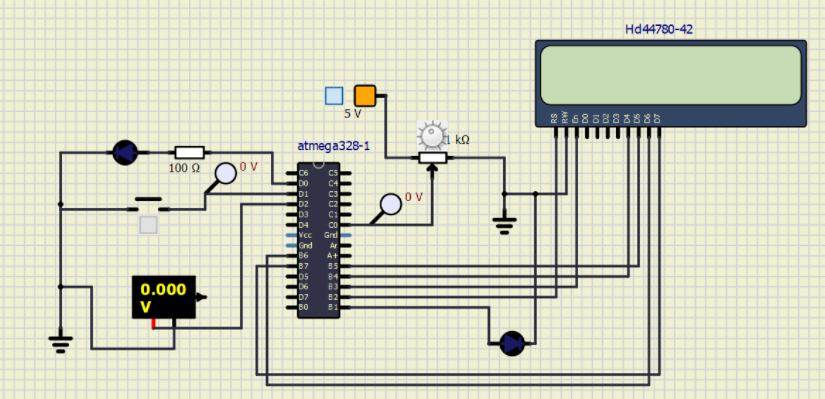 Hd44780-42
RS RW En D0 D1 D2 D3 D4 D5 D6 D7
5 V
1 kΩ
atmega328-1
100 Ω
0 V
0 V
C6 C5
D0 C4
D1 C3
D2 C2
D3 C1
D4 C0
Vcc Gnd
Gnd Ar
B6 A+
B7 B5
D5 B4
D6 B3
D7 B2
B0 B1
0.000
V